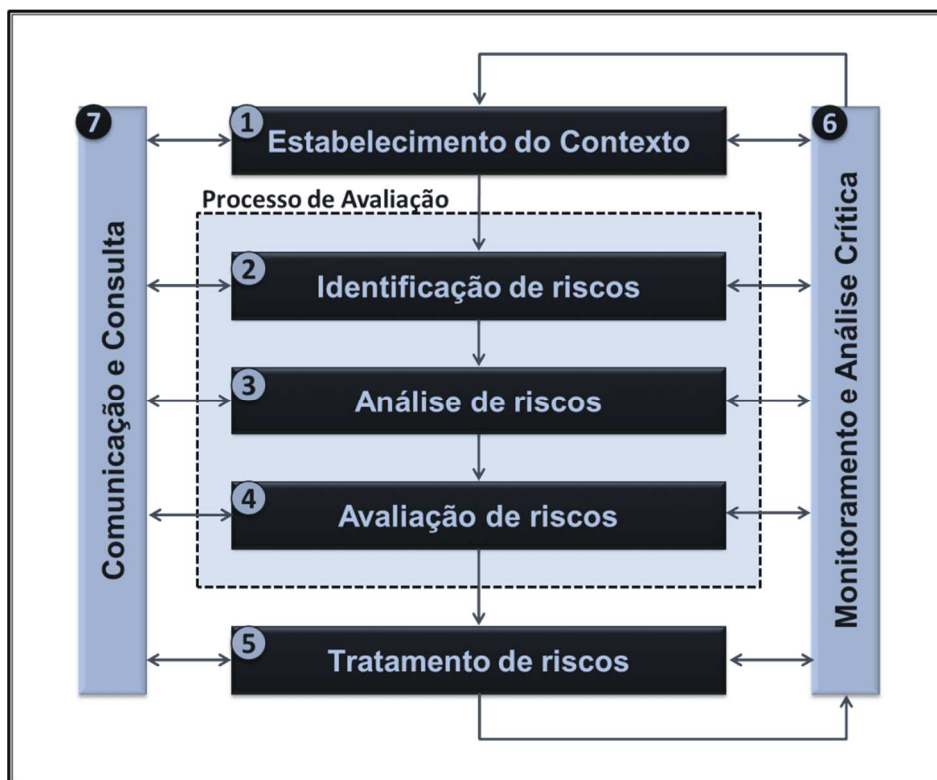 1
Estabelecimento do Contexto
Processo de Avaliação
2
Identificação de riscos
3
Análise de riscos
4
Avaliação de riscos
5
Tratamento de riscos
6
Monitoramento e Análise Crítica
7
Comunicação e Consulta